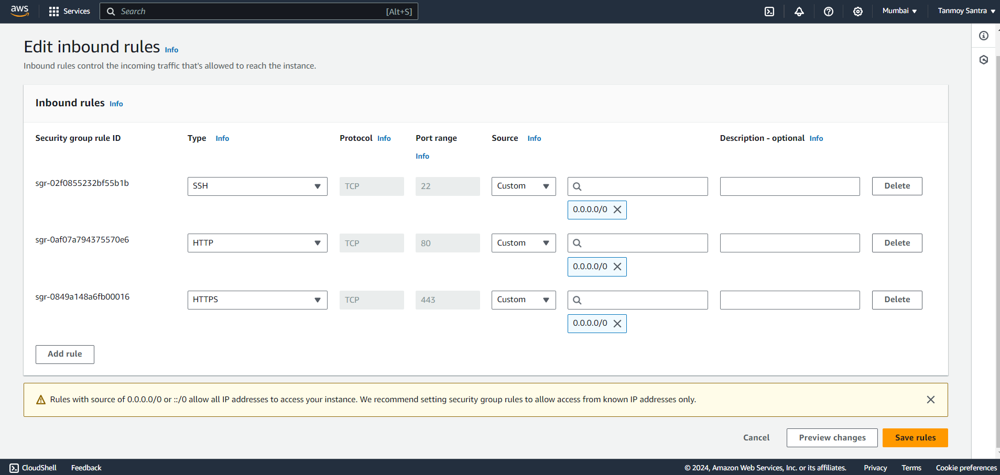 aws Services Search [Alt+S] Mumbai Tanmoy Santra
Edit inbound rules Info
Inbound rules control the incoming traffic that's allowed to reach the instance.
Inbound rules Info
Security group rule ID Type Info Protocol Info Port range Source Info Description - optional Info
Info
sgr-02f0855232bf55b1b SSH TCP 22 Custom Delete
0.0.0.0/0
sgr-0af07a794375570e6 HTTP TCP 80 Custom Delete
0.0.0.0/0
sgr-0849a148a6fb00016 HTTPS TCP 443 Custom Delete
0.0.0.0/0
Add rule
Rules with source of 0.0.0.0/0 or ::/0 allow all IP addresses to access your instance. We recommend setting security group rules to allow access from known IP addresses only.
Cancel Preview changes Save rules
CloudShell Feedback © 2024, Amazon Web Services, Inc. or its affiliates. Privacy Terms Cookie preferences